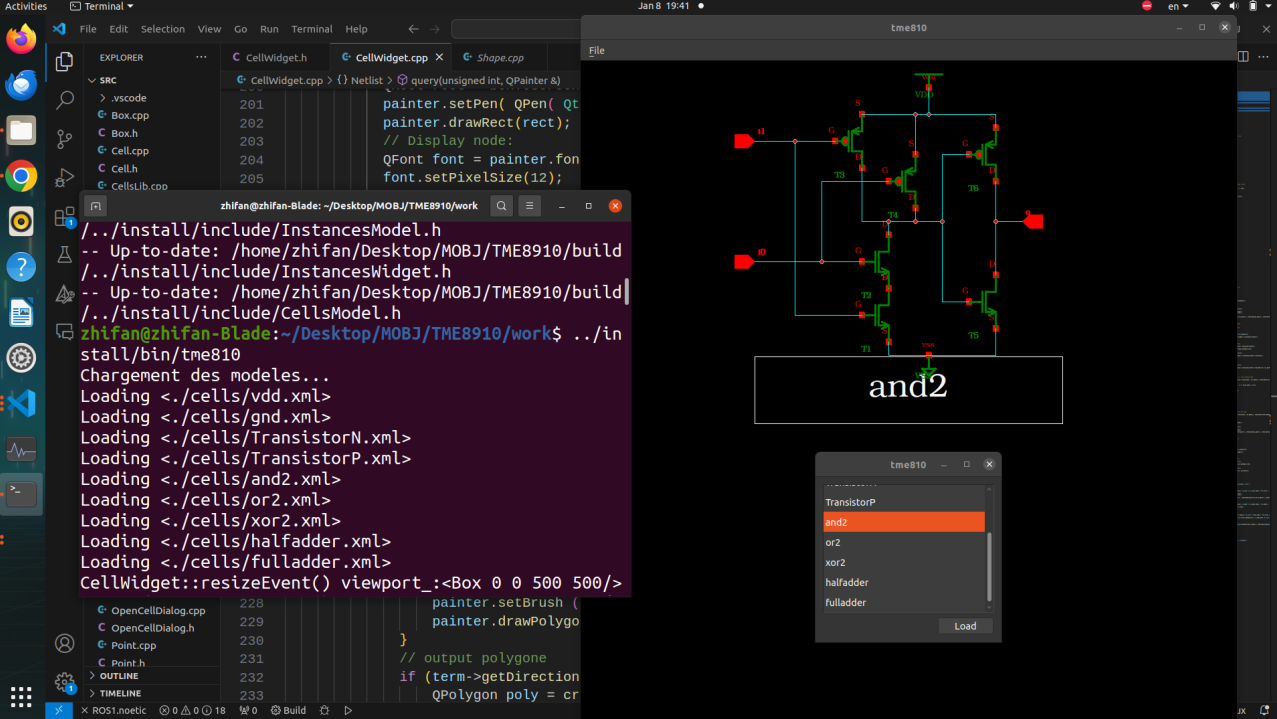 Activities
Terminal
Jan 8 19:41
en
File Edit Selection View Go Run Terminal Help
EXPLORER
SRC
.vscode
Box.cpp
Box.h
Cell.cpp
Cell.h
CellsLib.cpp
OpenCellDialog.cpp
OpenCellDialog.h
Point.cpp
Point.h
OUTLINE
TIMELINE
CellWidget.h
CellWidget.cpp
Shape.cpp
CellWidget.cpp > {} Netlist > query(unsigned int, QPainter &)
201 painter.setPen( QPen( Qt
202 painter.drawRect(rect);
203 // Display node:
204 QFont font = painter.fon
205 font.setPixelSize(12);
zhifan@zhifan-Blade: ~/Desktop/MOBJ/TME8910/work
/../install/include/InstancesModel.h
-- Up-to-date: /home/zhifan/Desktop/MOBJ/TME8910/build
/../install/include/InstancesWidget.h
-- Up-to-date: /home/zhifan/Desktop/MOBJ/TME8910/build
/../install/include/CellsModel.h
zhifan@zhifan-Blade:~/Desktop/MOBJ/TME8910/work$ ../in
stall/bin/tme810
Chargement des modeles...
Loading <./cells/vdd.xml>
Loading <./cells/gnd.xml>
Loading <./cells/TransistorN.xml>
Loading <./cells/TransistorP.xml>
Loading <./cells/and2.xml>
Loading <./cells/or2.xml>
Loading <./cells/xor2.xml>
Loading <./cells/halfadder.xml>
Loading <./cells/fulladder.xml>
CellWidget::resizeEvent() viewport_:<Box 0 0 500 500/>
228 painter.setBrush (
229 painter.drawPolygo
230 }
231 // output polygone
232 if (term->getDirection
233 QPolygon poly = cr
ROS1.noetic 0 0 18 0 Build
1
1
tme810
File
VDD
S
S
i1
G
G
D
S
T3
G
D
T6
D
T4
q
D
i0
G
D
D
G
T2
G
S
S
T1
T5
and2
tme810
TransistorP
and2
or2
xor2
halfadder
fulladder
Load